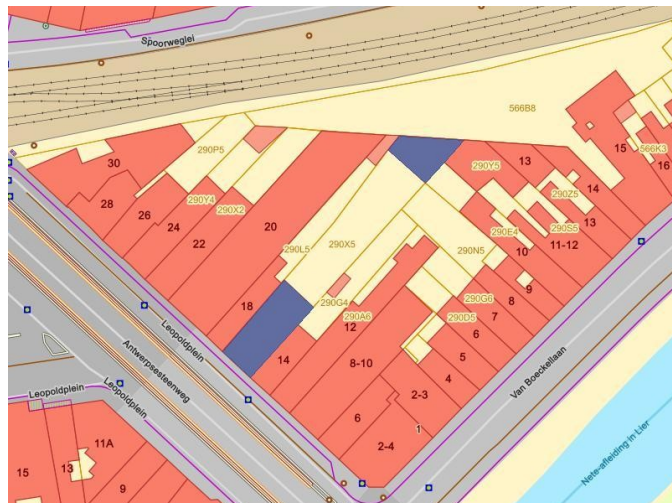 Spoorweglei
566B8
290P5
30
28
26
24
22
290Y4
290X2
20
290L5
290X5
290Y5
13
15
566K3
16
290Z5
14
290E4
290S5
13
11-12
10
290N5
18
290G4
290A6
12
14
8-10
290G6
290D5
9
8
7
6
5
4
2-3
1
6
2-4
Leopoldplein
Antwerpsesteenweg
Leopoldplein
Leopoldplein
Van Boeckellaan
Nete-afleiding in Lier
11A
13
15
9